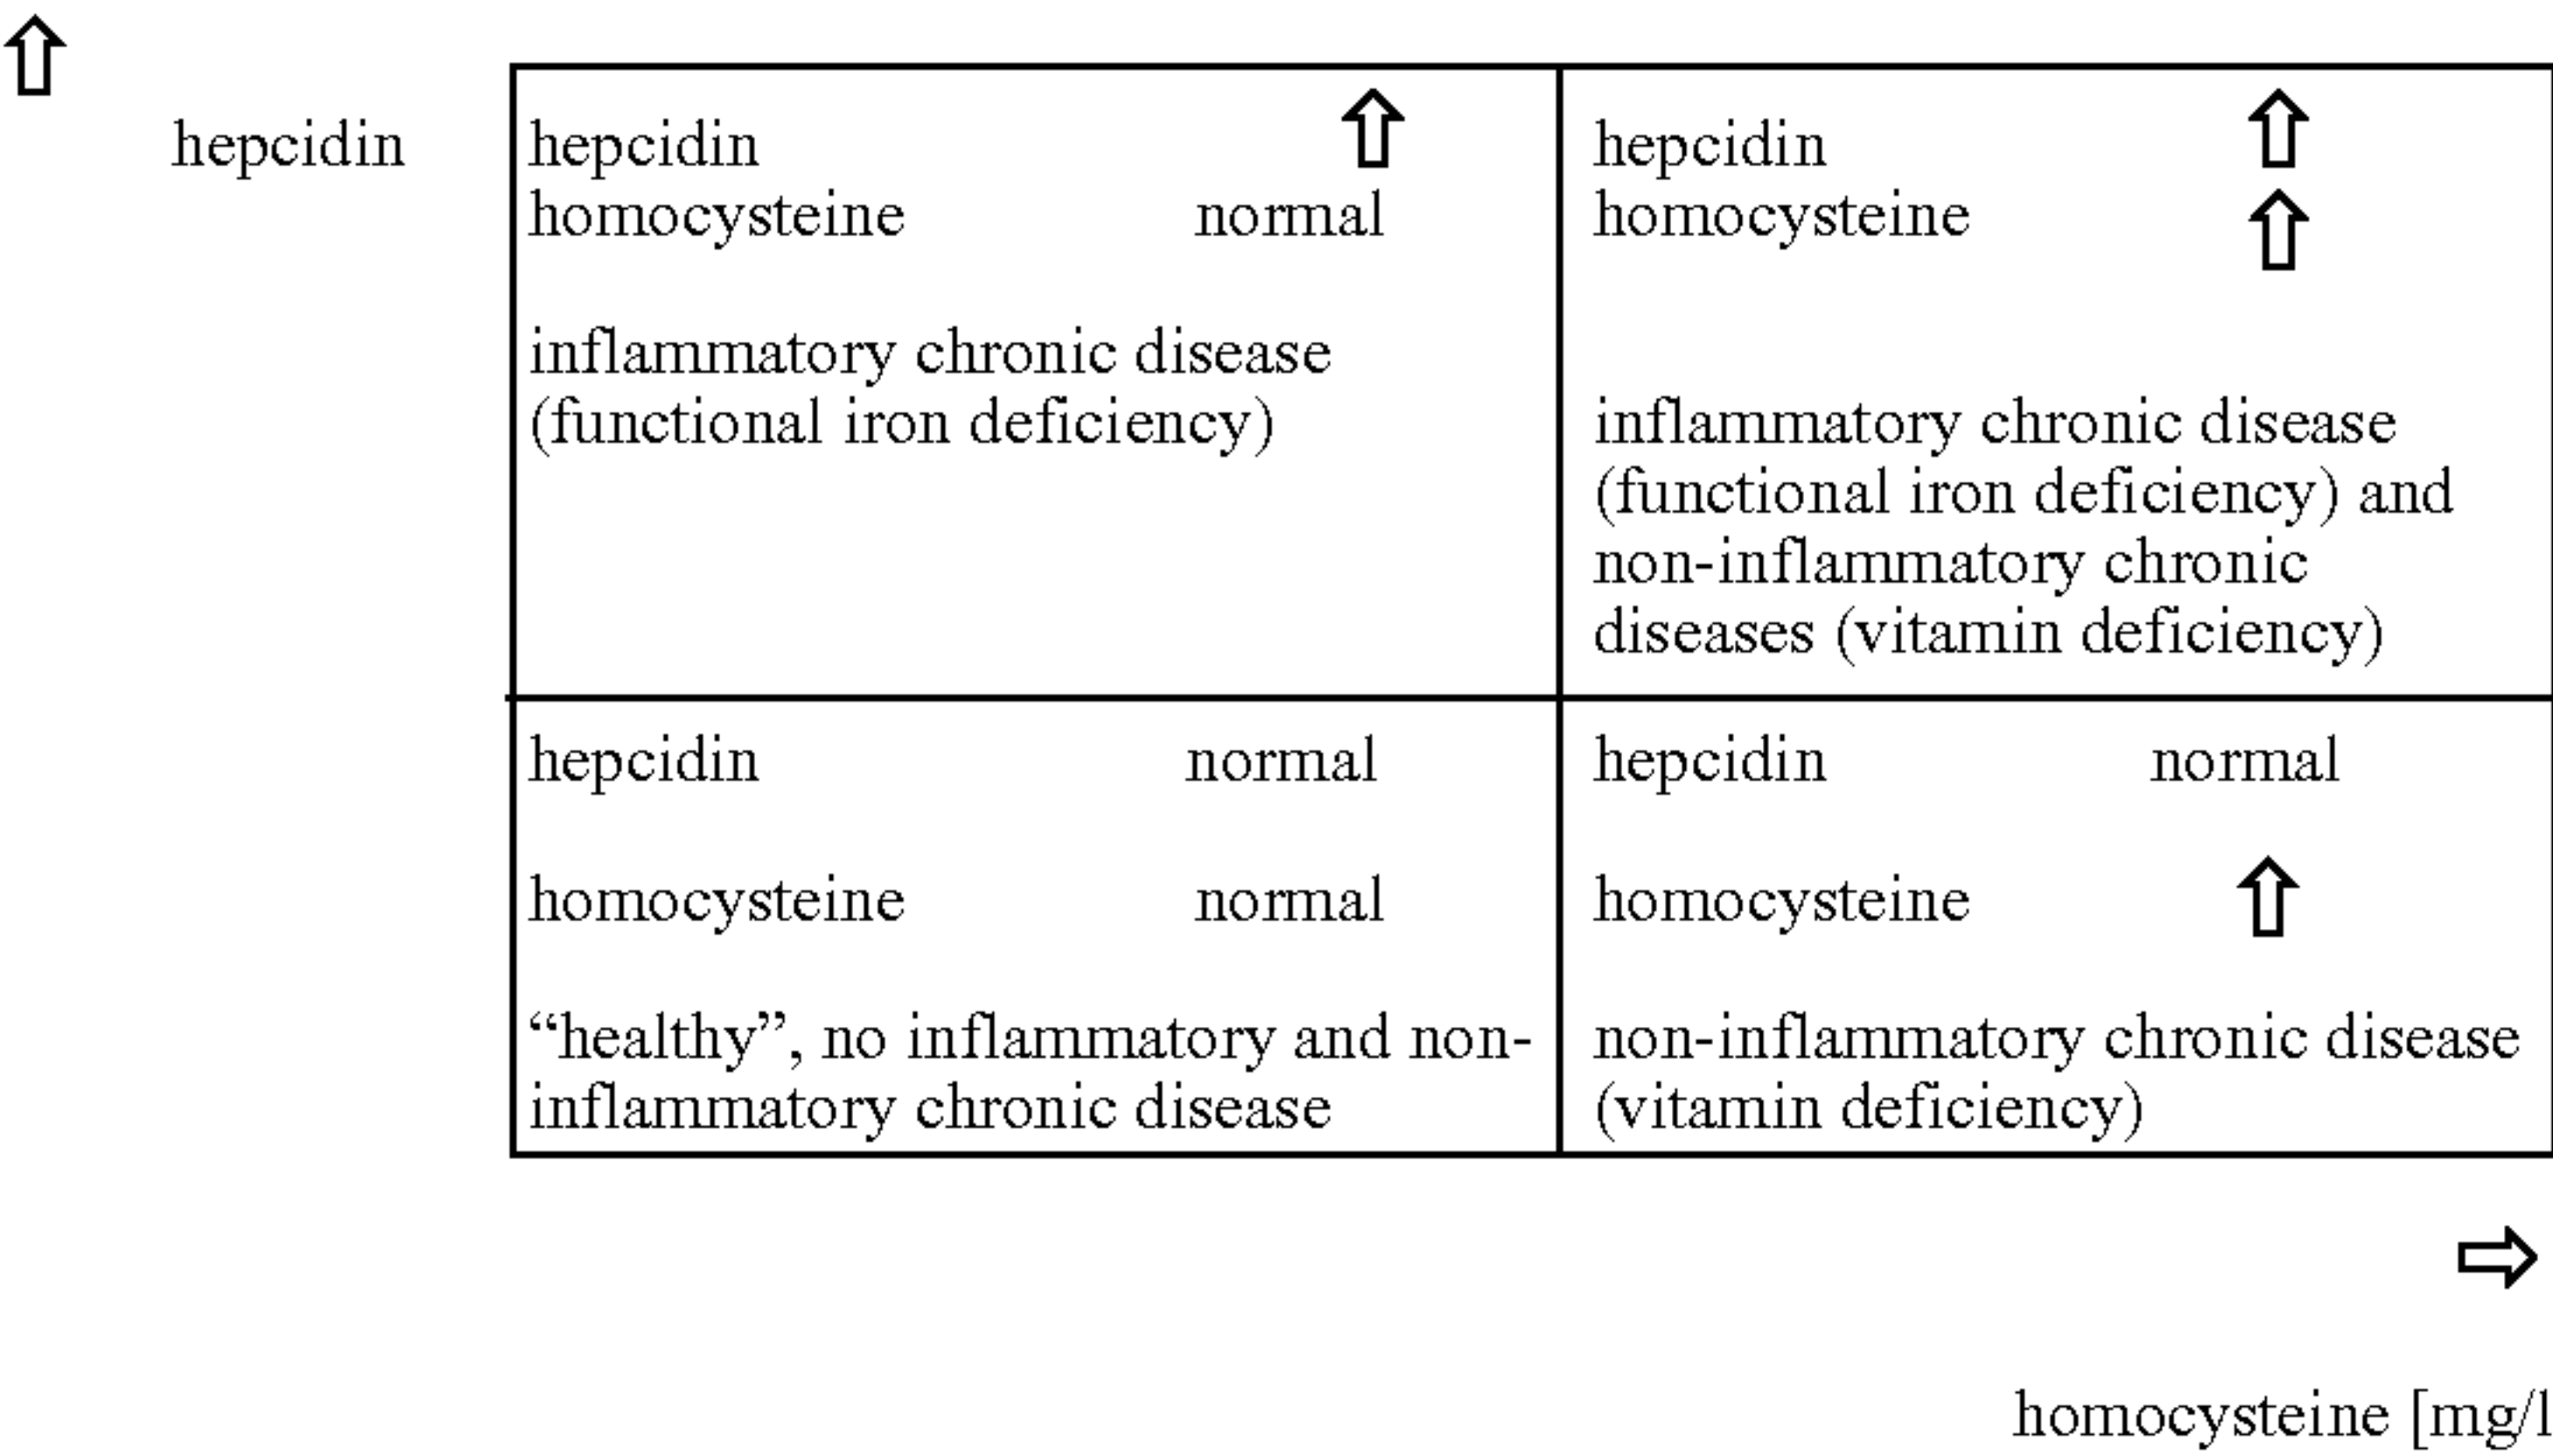 hepcidin
hepcidin
homocysteine normal
inflammatory chronic disease
(functional iron deficiency)
hepcidin
homocysteine
inflammatory chronic disease
(functional iron deficiency) and
non-inflammatory chronic
diseases (vitamin deficiency)
hepcidin normal
homocysteine normal
“healthy”, no inflammatory and non-
inflammatory chronic disease
hepcidin normal
homocysteine
non-inflammatory chronic disease
(vitamin deficiency)
homocysteine [mg/l